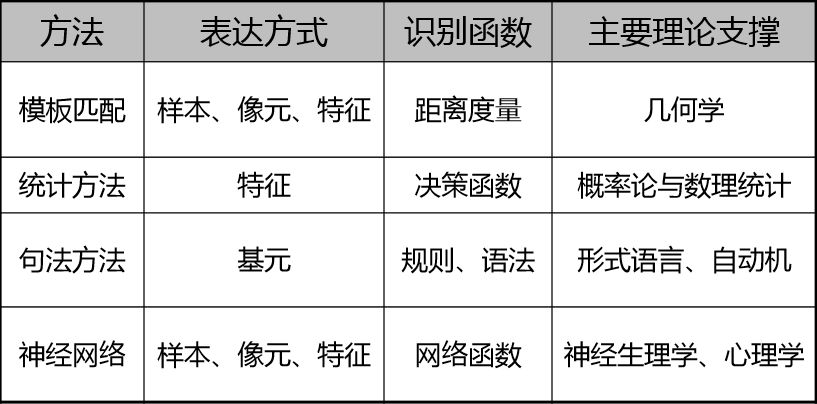 方法 表达方式 识别函数 主要理论支撑
模板匹配 样本、像元、特征 距离度量 几何学
统计方法 特征 决策函数 概率论与数理统计
句法方法 基元 规则、语法 形式语言、自动机
神经网络 样本、像元、特征 网络函数 神经生理学、心理学